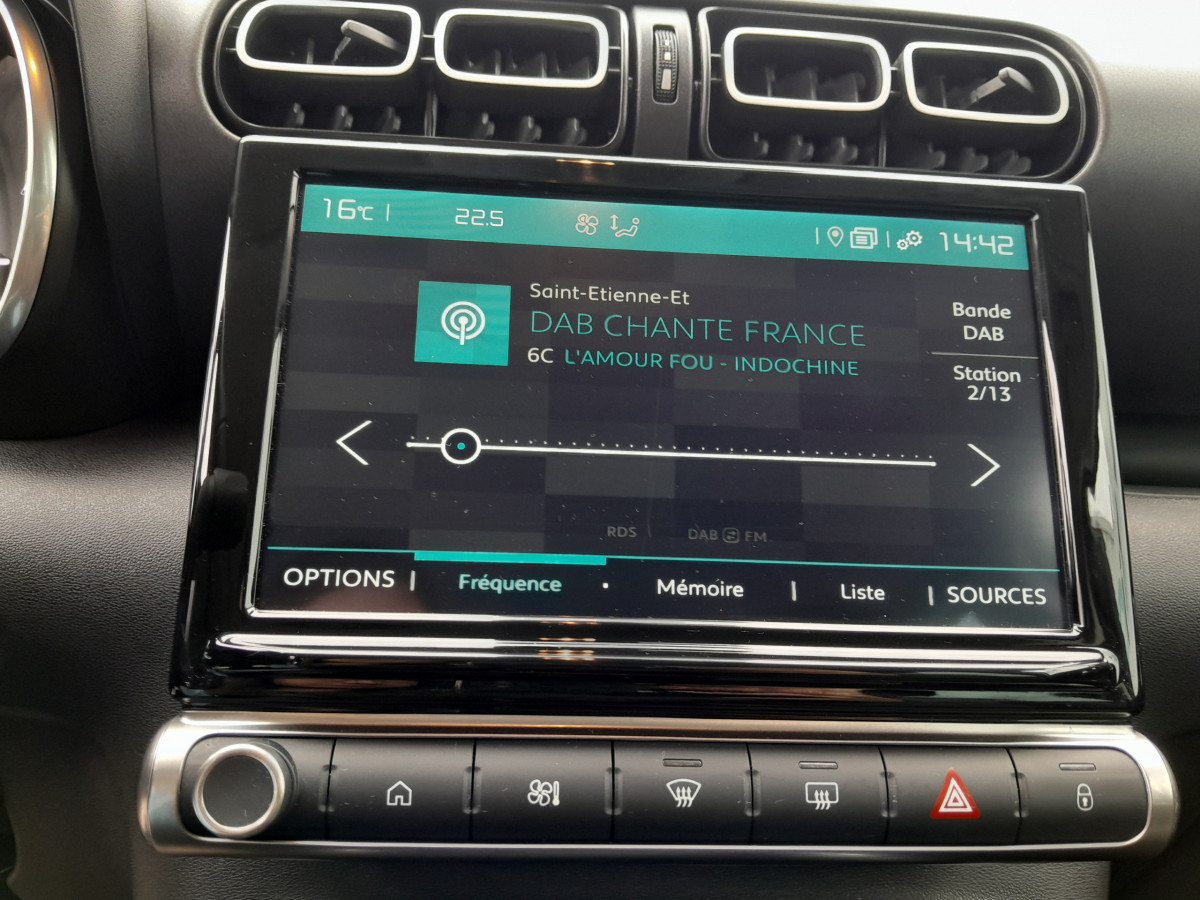 16°C | 22.5 14:42
Saint-Etienne-Et
DAB CHANTE FRANCE
6C L'AMOUR FOU - INDOCHINE
Bande
DAB
Station
2/13
RDS DAB FM
OPTIONS | Fréquence · Mémoire | Liste | SOURCES